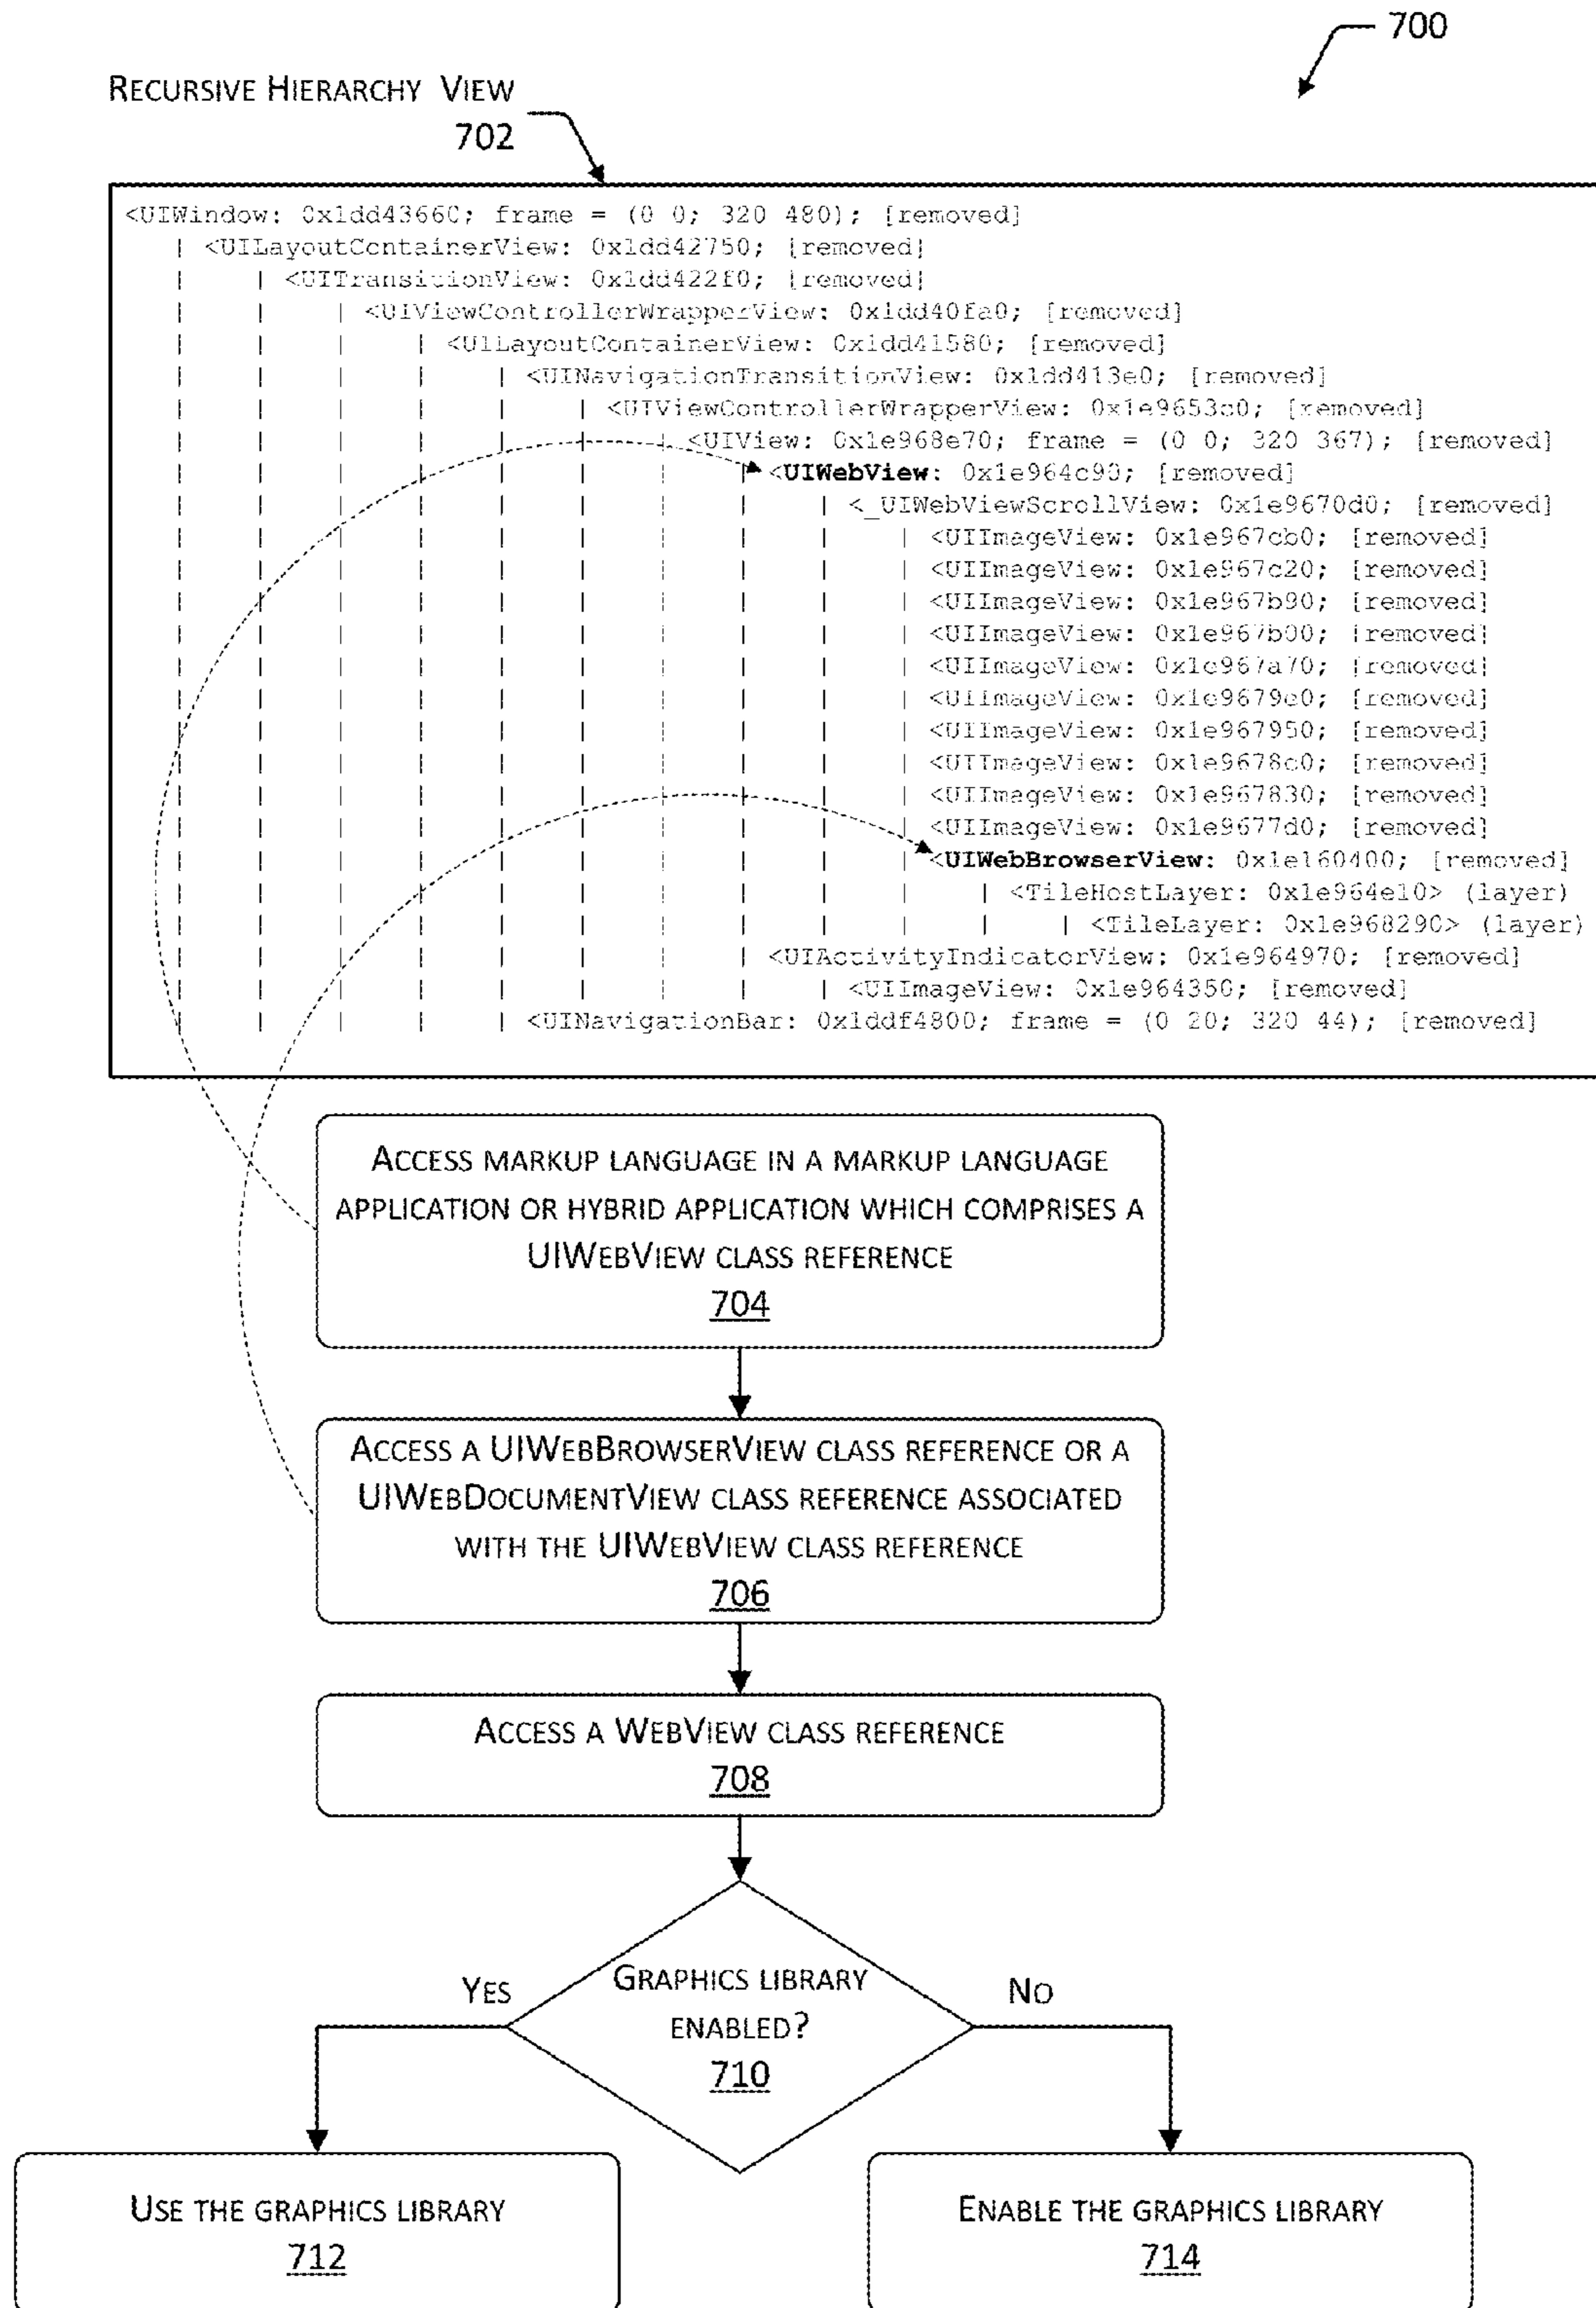 700
RECURSIVE HIERARCHY VIEW
702
<UIWindow: 0x1dd43660; frame = (0 0; 320 480); [removed]
| <UILayoutContainerView: 0x1dd42750; [removed]
| | <UITransitionView: 0x1dd422f0; [removed]
| | | <UIViewControllerWrapperView: 0x1dd40fa0; [removed]
| | | | <UILayoutContainerView: 0x1dd41580; [removed]
| | | | | <UINavigationTransitionView: 0x1dd413e0; [removed]
| | | | | | <UIViewControllerWrapperView: 0x1e9653c0; [removed]
| | | | | | | <UIView: 0x1e968e70; frame = (0 0; 320 367); [removed]
| | | | | | | | <UIWebView: 0x1e964c90; [removed]
| | | | | | | | | <_UIWebViewScrollView: 0x1e9670d0; [removed]
| | | | | | | | | | <UIImageView: 0x1e967cb0; [removed]
| | | | | | | | | | <UIImageView: 0x1e967c20; [removed]
| | | | | | | | | | <UIImageView: 0x1e967b90; [removed]
| | | | | | | | | | <UIImageView: 0x1e967b00; [removed]
| | | | | | | | | | <UIImageView: 0x1e967a70; [removed]
| | | | | | | | | | <UIImageView: 0x1e9679e0; [removed]
| | | | | | | | | | <UIImageView: 0x1e967950; [removed]
| | | | | | | | | | <UIImageView: 0x1e9678c0; [removed]
| | | | | | | | | | <UIImageView: 0x1e967830; [removed]
| | | | | | | | | | <UIImageView: 0x1e9677d0; [removed]
| | | | | | | | | | <UIWebBrowserView: 0x1e160400; [removed]
| | | | | | | | | | | <TileHostLayer: 0x1e964e10> (layer)
| | | | | | | | | | | | <TileLayer: 0x1e968290> (layer)
| | | | | | | | <UIActivityIndicatorView: 0x1e964970; [removed]
| | | | | | | | | <UIImageView: 0x1e964350; [removed]
| | | | | <UINavigationBar: 0x1ddf4800; frame = (0 20; 320 44); [removed]
ACCESS MARKUP LANGUAGE IN A MARKUP LANGUAGE
APPLICATION OR HYBRID APPLICATION WHICH COMPRISES A
UIWEBVIEW CLASS REFERENCE
704
ACCESS A UIWEBBROWSERVIEW CLASS REFERENCE OR A
UIWEBDOCUMENTVIEW CLASS REFERENCE ASSOCIATED
WITH THE UIWEBVIEW CLASS REFERENCE
706
ACCESS A WEBVIEW CLASS REFERENCE
708
YES
GRAPHICS LIBRARY
ENABLED?
710
NO
USE THE GRAPHICS LIBRARY
712
ENABLE THE GRAPHICS LIBRARY
714